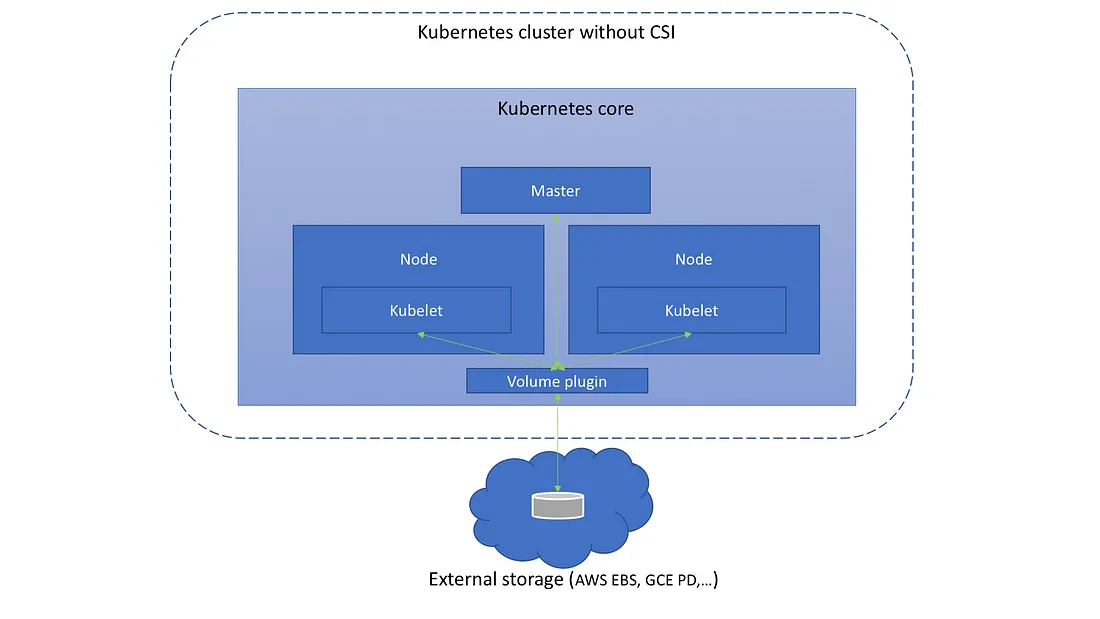 Kubernetes cluster without CSI
Kubernetes core
Master
Node
Node
Kubelet
Kubelet
Volume plugin
External storage (AWS EBS, GCE PD,...)